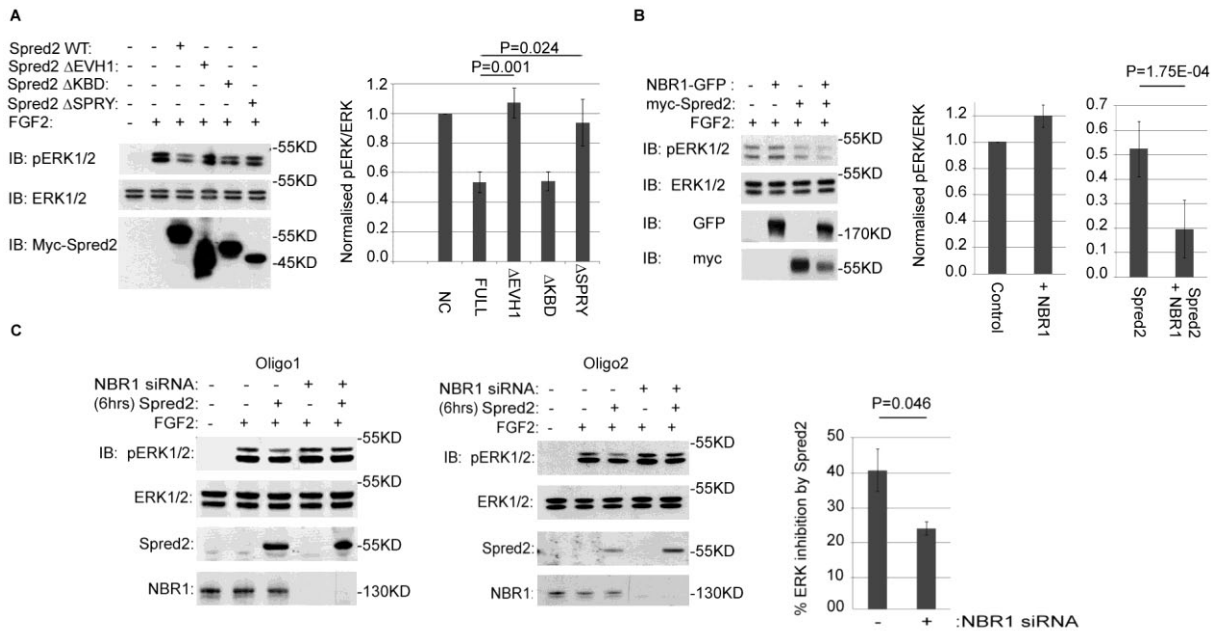 A
Spred2 WT: - - + - - -
Spred2 ΔEVH1: - - - + - -
Spred2 ΔKBD: - - - - + -
Spred2 ΔSPRY: - - - - - +
FGF2: - + + + + +
IB: pERK1/2
-55KD
IB: ERK1/2
-55KD
IB: Myc-Spred2
-55KD
-45KD
P=0.024
P=0.001
Normalised pERK/ERK
1.2
1.0
0.8
0.6
0.4
0.2
0.0
NC
FULL
ΔEVH1
ΔKBD
ΔSPRY
B
NBR1-GFP: - + - +
myc-Spred2: - - + +
FGF2: + + + +
IB: pERK1/2
-55KD
IB: ERK1/2
-55KD
IB: GFP
-170KD
IB: myc
-55KD
Normalised pERK/ERK
1.2
1.0
0.8
0.6
0.4
0.2
0.0
Control
+ NBR1
P=1.75E-04
0.7
0.6
0.5
0.4
0.3
0.2
0.1
0.0
Spred2
Spred2
+ NBR1
C
Oligo1
NBR1 siRNA: - - - + +
(6hrs) Spred2: - - + - +
FGF2: - + + + +
IB: pERK1/2:
-55KD
ERK1/2:
-55KD
Spred2:
-55KD
NBR1:
-130KD
Oligo2
NBR1 siRNA: - - - + +
(6hrs) Spred2: - - + - +
FGF2: - + + + +
IB: pERK1/2:
-55KD
ERK1/2:
-55KD
Spred2:
-55KD
NBR1:
-130KD
P=0.046
% ERK inhibition by Spred2
50
40
30
20
10
00
- + :NBR1 siRNA